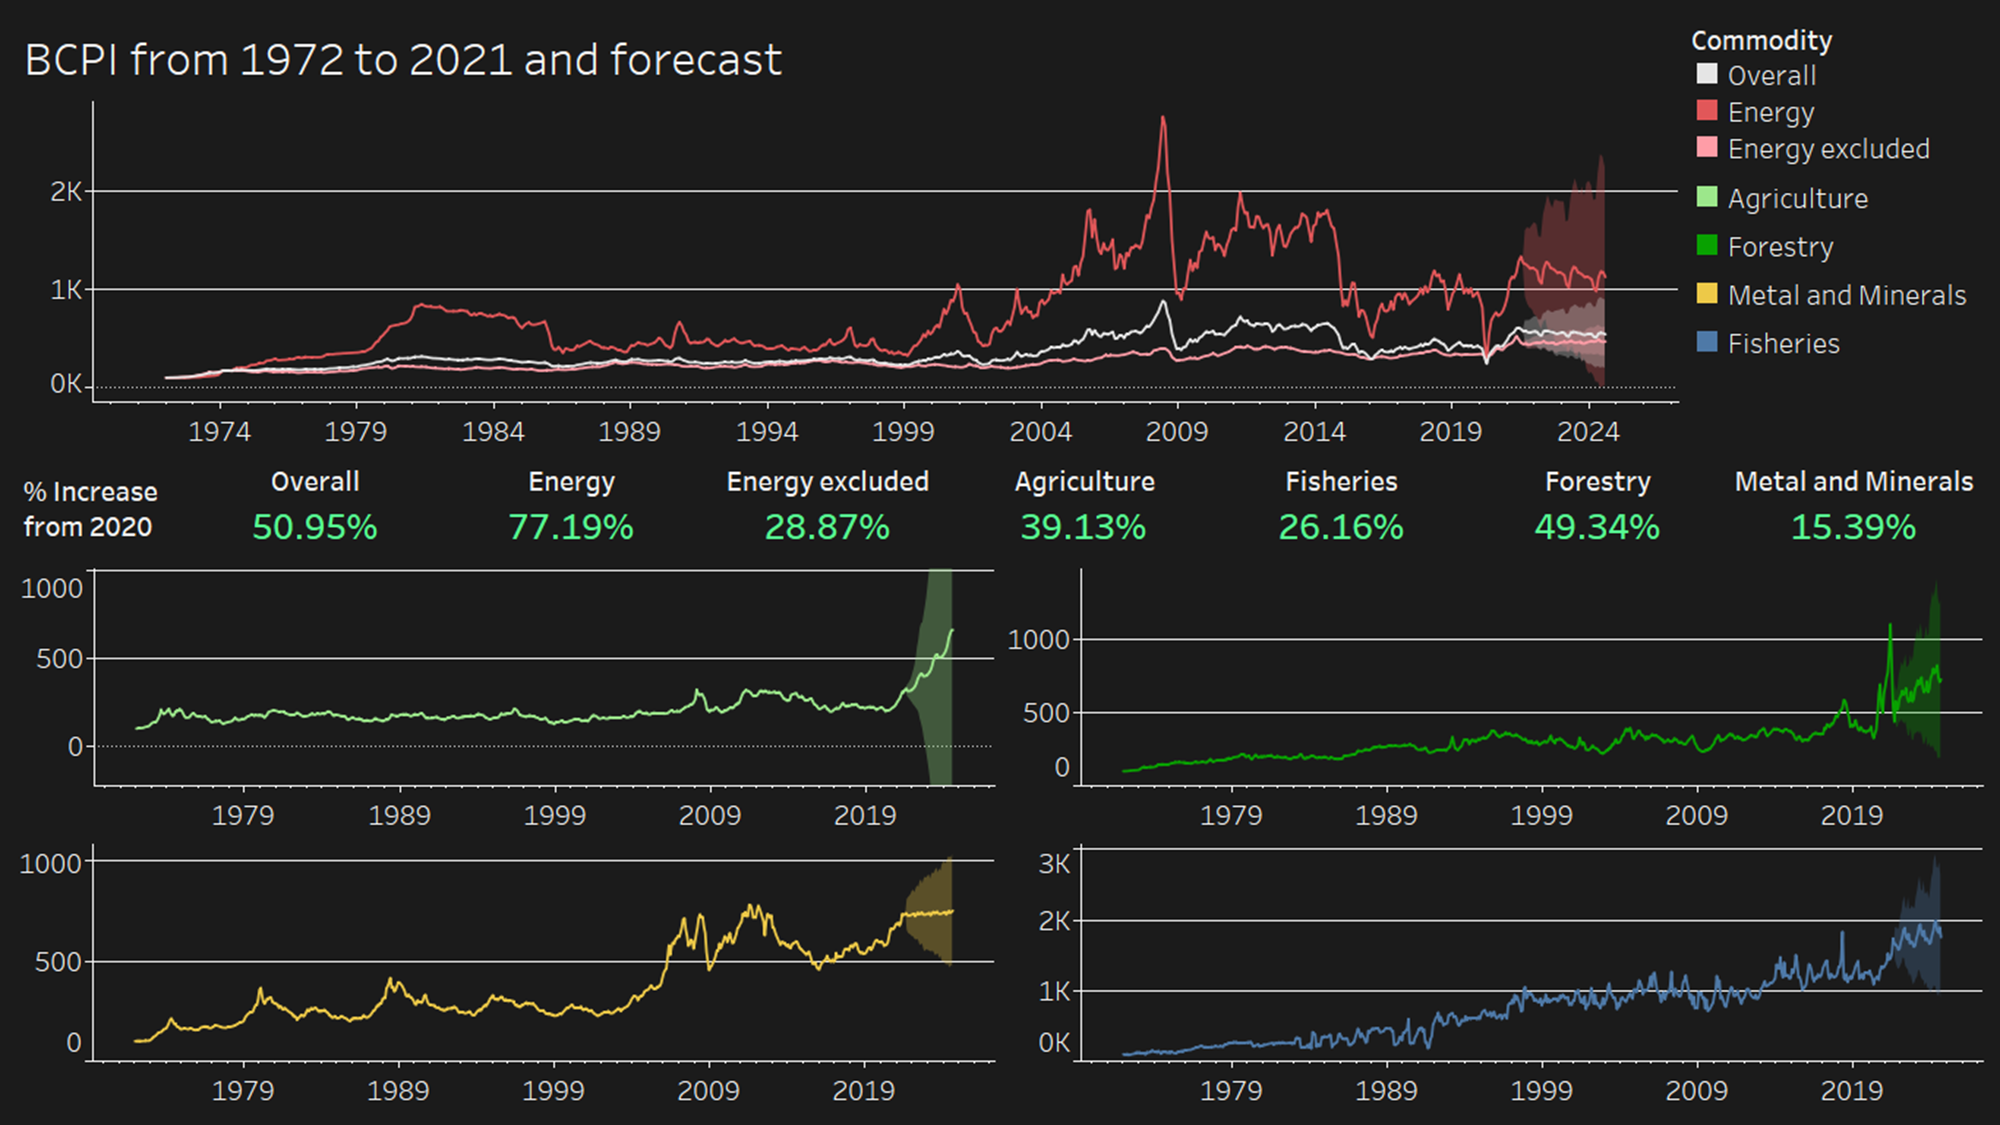 BCPI from 1972 to 2021 and forecast
Commodity
Overall
Energy
Energy excluded
Agriculture
Forestry
Metal and Minerals
Fisheries
2K
1K
0K
1974 1979 1984 1989 1994 1999 2004 2009 2014 2019 2024
% Increase
from 2020
Overall Energy Energy excluded Agriculture Fisheries Forestry Metal and Minerals
50.95% 77.19% 28.87% 39.13% 26.16% 49.34% 15.39%
1000
500
0
1979 1989 1999 2009 2019
1000
500
0
1979 1989 1999 2009 2019
1000
500
0
1979 1989 1999 2009 2019
3K
2K
1K
0K
1979 1989 1999 2009 2019